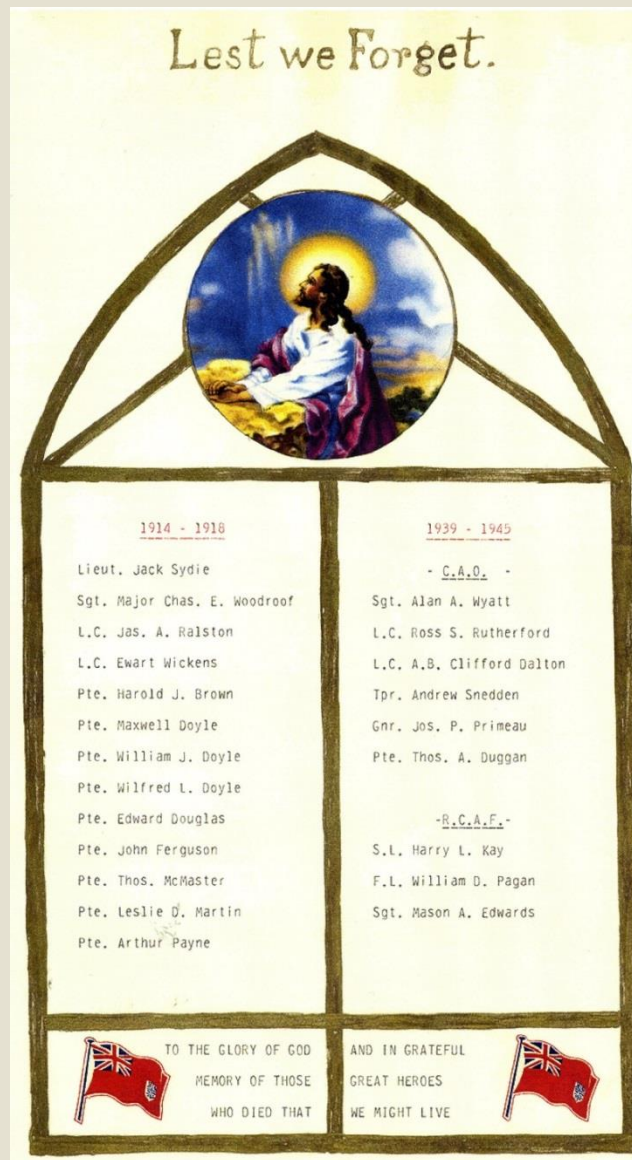 Lest we Forget.
1914 - 1918
Lieut. Jack Sydie
Sgt. Major Chas. E. Woodroof
L.C. Jas. A. Ralston
L.C. Ewart Wickens
Pte. Harold J. Brown
Pte. Maxwell Doyle
Pte. William J. Doyle
Pte. Wilfred L. Doyle
Pte. Edward Douglas
Pte. John Ferguson
Pte. Thos. McMaster
Pte. Leslie D. Martin
Pte. Arthur Payne
1939 - 1945
- C.A.O. -
Sgt. Alan A. Wyatt
L.C. Ross S. Rutherford
L.C. A.B. Clifford Dalton
Tpr. Andrew Snedden
Gnr. Jos. P. Primeau
Pte. Thos. A. Duggan
-R.C.A.F.-
S.L. Harry L. Kay
F.L. William D. Pagan
Sgt. Mason A. Edwards
TO THE GLORY OF GOD AND IN GRATEFUL
MEMORY OF THOSE GREAT HEROES
WHO DIED THAT WE MIGHT LIVE